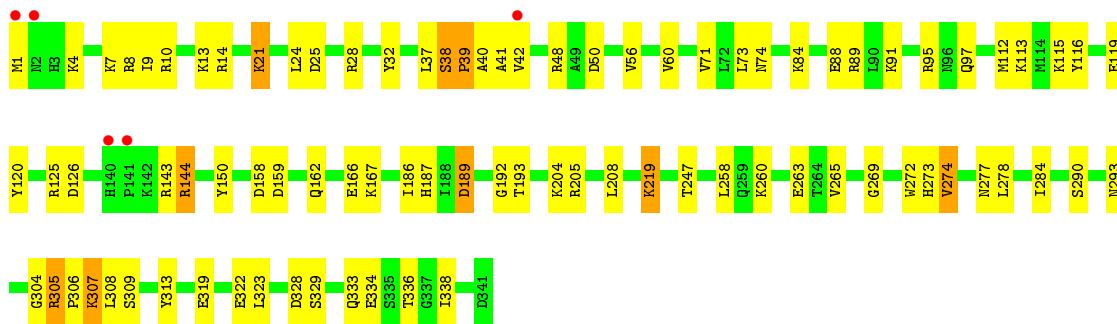 M1 N2 H3 K4 K7 R8 I9 R10 K13 R14 K21 L24 D25 R28 Y32 L37 S38 P39 A40 A41 V42 R48 A49 D50 V56 V60 V71 L72 L73 N74 K84 E88 R89 L90 K91 R95 N96 Q97 M112 K113 M114 K115 Y116 E119
Y120 R125 D126 H140 P141 K142 R143 R144 Y150 D158 D159 Q162 E166 K167 I186 H187 I188 D189 G192 T193 K204 R205 L208 K219 T247 L258 Q259 K260 E263 T264 V265 G269 W272 H273 V274 N277 L278 I284 S290 N293
G304 R305 P306 K307 L308 S309 Y313 E319 E322 L323 D328 S329 Q333 E334 S335 T336 G337 I338 D341